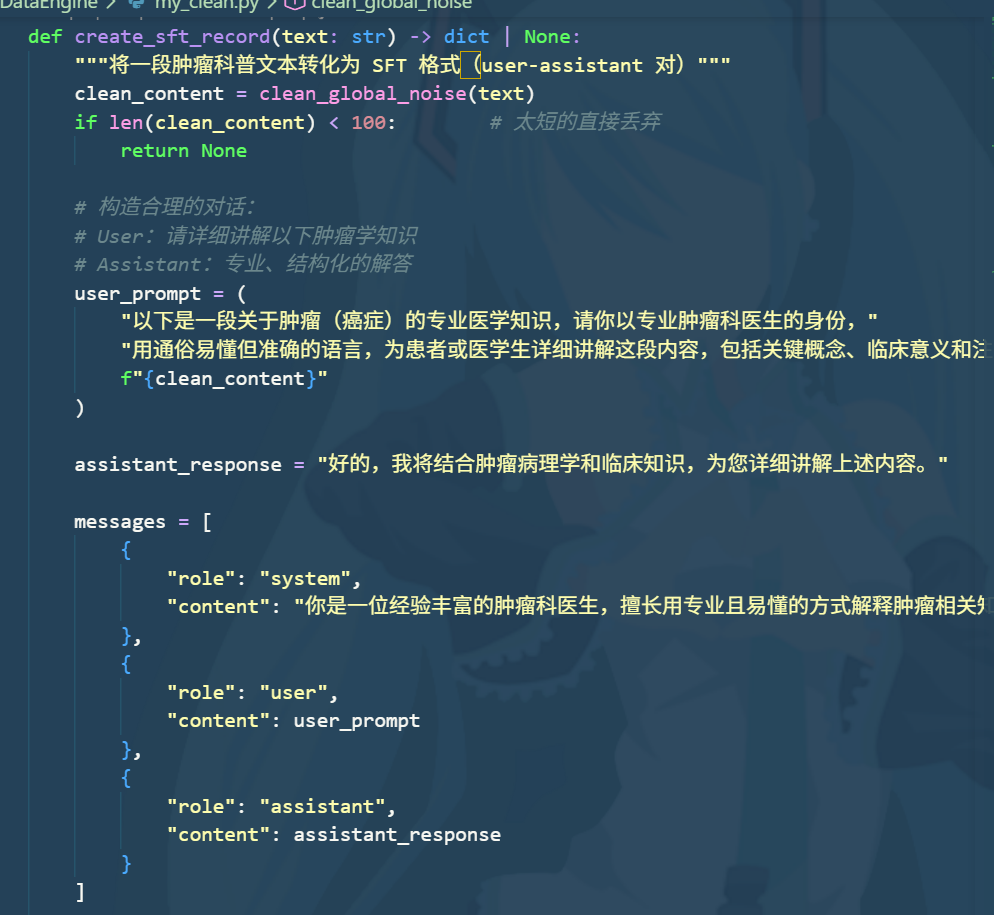 DataEngine > my_clean.py > clean_global_noise
def create_sft_record(text: str) -> dict | None:
"""将一段肿瘤科普文本转化为 SFT 格式（user-assistant 对）"""
clean_content = clean_global_noise(text)
if len(clean_content) < 100:        # 太短的直接丢弃
return None
# 构造合理的对话：
# User：请详细讲解以下肿瘤学知识
# Assistant：专业、结构化的解答
user_prompt = (
"以下是一段关于肿瘤（癌症）的专业医学知识，请你以专业肿瘤科医生的身份，"
"用通俗易懂但准确的语言，为患者或医学生详细讲解这段内容，包括关键概念、临床意义和注
f"{clean_content}"
)
assistant_response = "好的，我将结合肿瘤病理学和临床知识，为您详细讲解上述内容。"
messages = [
{
"role": "system",
"content": "你是一位经验丰富的肿瘤科医生，擅长用专业且易懂的方式解释肿瘤相关知
},
{
"role": "user",
"content": user_prompt
},
{
"role": "assistant",
"content": assistant_response
}
]